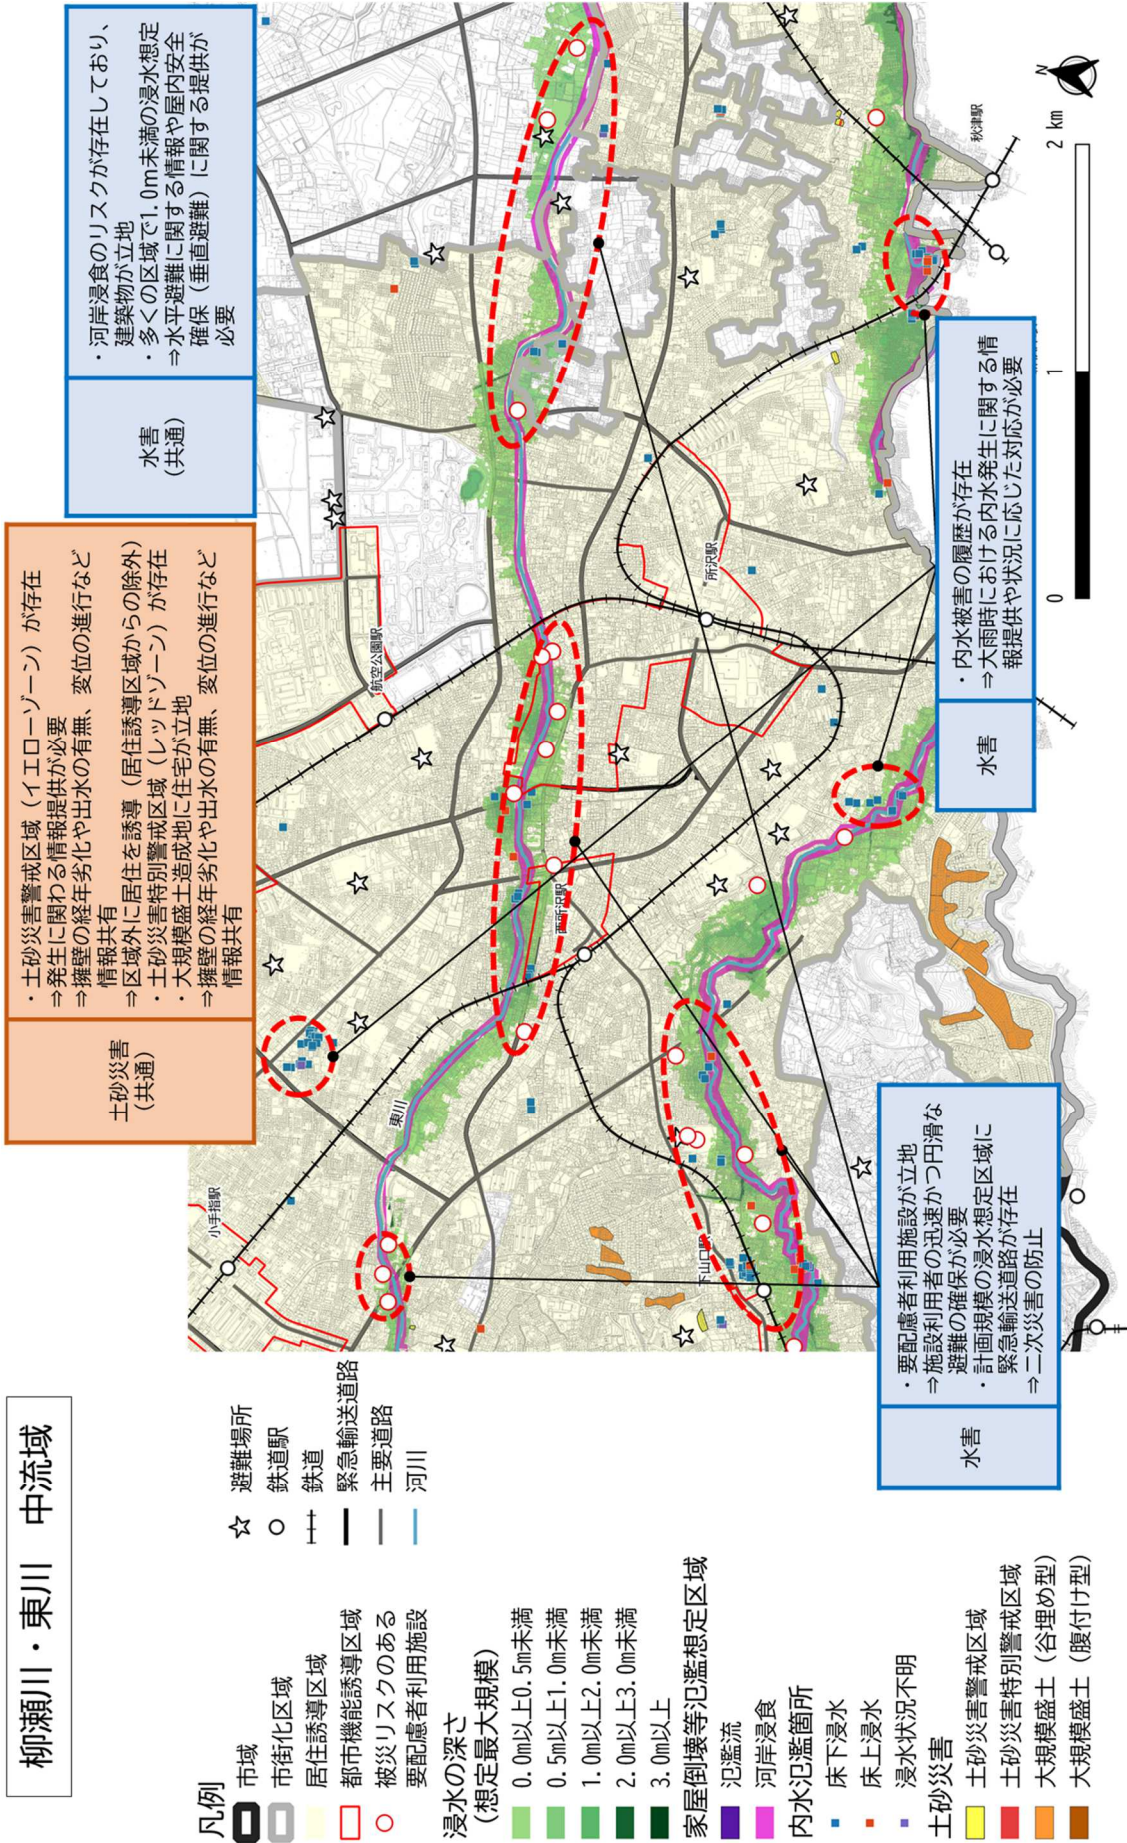 柳瀬川・東川　中流域
凡例
市域
市街化区域
居住誘導区域
都市機能誘導区域
被災リスクのある
要配慮者利用施設
浸水の深さ
（想定最大規模）
0.0m以上0.5m未満
0.5m以上1.0m未満
1.0m以上2.0m未満
2.0m以上3.0m未満
3.0m以上
家屋倒壊等氾濫想定区域
氾濫流
河岸浸食
内水氾濫箇所
床下浸水
床上浸水
浸水状況不明
土砂災害
土砂災害警戒区域
土砂災害特別警戒区域
大規模盛土（谷埋め型）
大規模盛土（腹付け型）
避難場所
鉄道駅
鉄道
緊急輸送道路
主要道路
河川
土砂災害
（共通）
・土砂災害警戒区域（イエローゾーン）が存在
⇒発生に関わる情報提供が必要
⇒擁壁の経年劣化や出水の有無、変位の進行など
情報共有
⇒区域外に居住を誘導（居住誘導区域からの除外）
・土砂災害特別警戒区域（レッドゾーン）が存在
・大規模盛土造成地に住宅が立地
⇒擁壁の経年劣化や出水の有無、変位の進行など
情報共有
水害
（共通）
・河岸浸食のリスクが存在しており、
建築物が立地
・多くの区域で1.0m未満の浸水想定
⇒水平避難に関する情報や屋内安全
確保（垂直避難）に関する提供が
必要
小手指駅
航空公園駅
東川
西所沢駅
所沢駅
下山口駅
秋津駅
水害
・要配慮者利用施設が立地
⇒施設利用者の迅速かつ円滑な
避難の確保が必要
・計画規模の浸水想定区域に
緊急輸送道路が存在
⇒二次災害の防止
水害
・内水被害の履歴が存在
⇒大雨時における内水発生に関する情
報提供や状況に応じた対応が必要
0
1
2 km
N